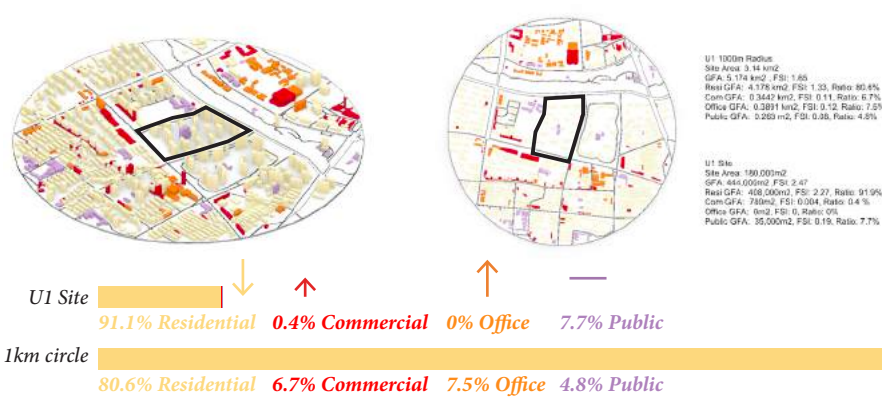 U1 1000m Radius
Site Area: 3.14 km2
GFA: 5.174 km2 , FSI: 1.65
Resi GFA: 4.178 km2, FSI: 1.33, Ratio: 80.6%
Com GFA: 0.3442 km2, FSI: 0.11, Ratio: 6.7%
Office GFA: 0.3891 km2, FSI: 0.12, Ratio: 7.5%
Public GFA: 0.263 m2, FSI: 0.08, Ratio: 4.8%
U1 Site
Site Area: 180,000m2
GFA: 444,000m2 ,FSI: 2.47
Resi GFA: 408,000m2, FSI: 2.27, Ratio: 91.9%
Com GFA: 780m2, FSI: 0.004, Ratio: 0.4 %
Office GFA: 0m2, FSI: 0, Ratio: 0%
Public GFA: 35,000m2, FSI: 0.19, Ratio: 7.7%
U1 Site
91.1% Residential 0.4% Commercial 0% Office 7.7% Public
1km circle
80.6% Residential 6.7% Commercial 7.5% Office 4.8% Public